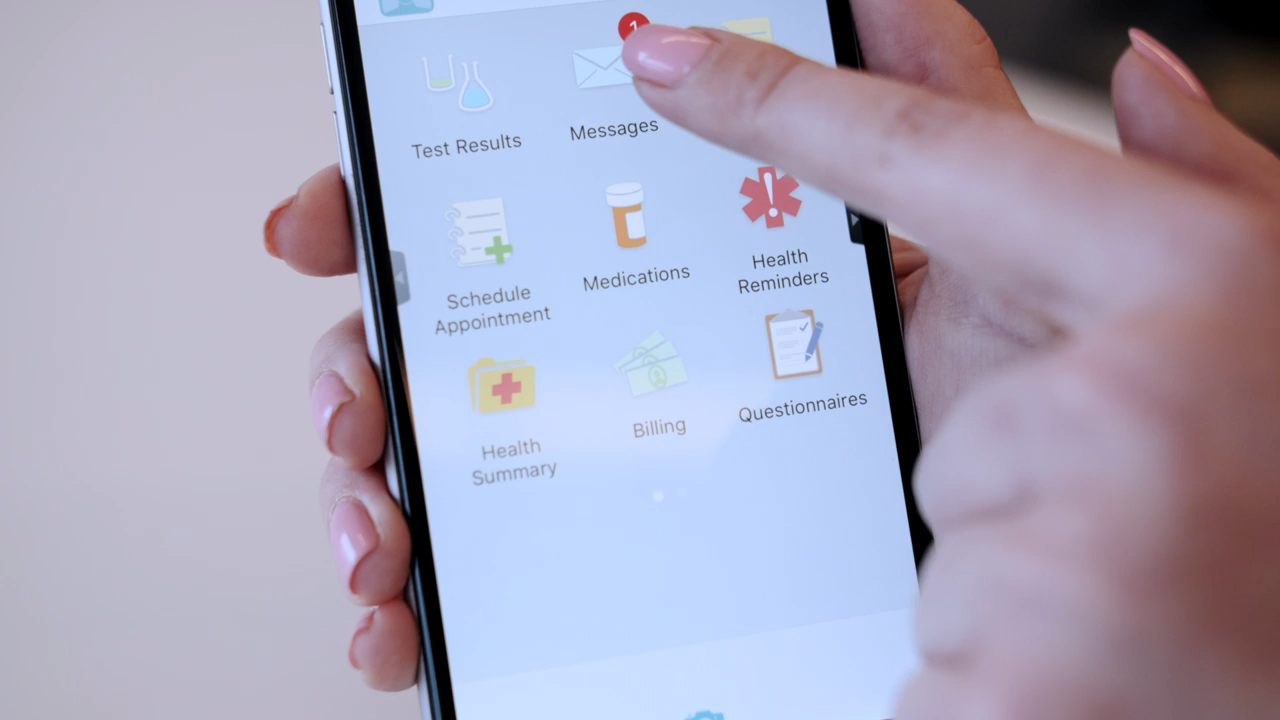 1
Test Results
Messages
Schedule
Appointment
Medications
Health
Reminders
Health
Summary
Billing
Questionnaires